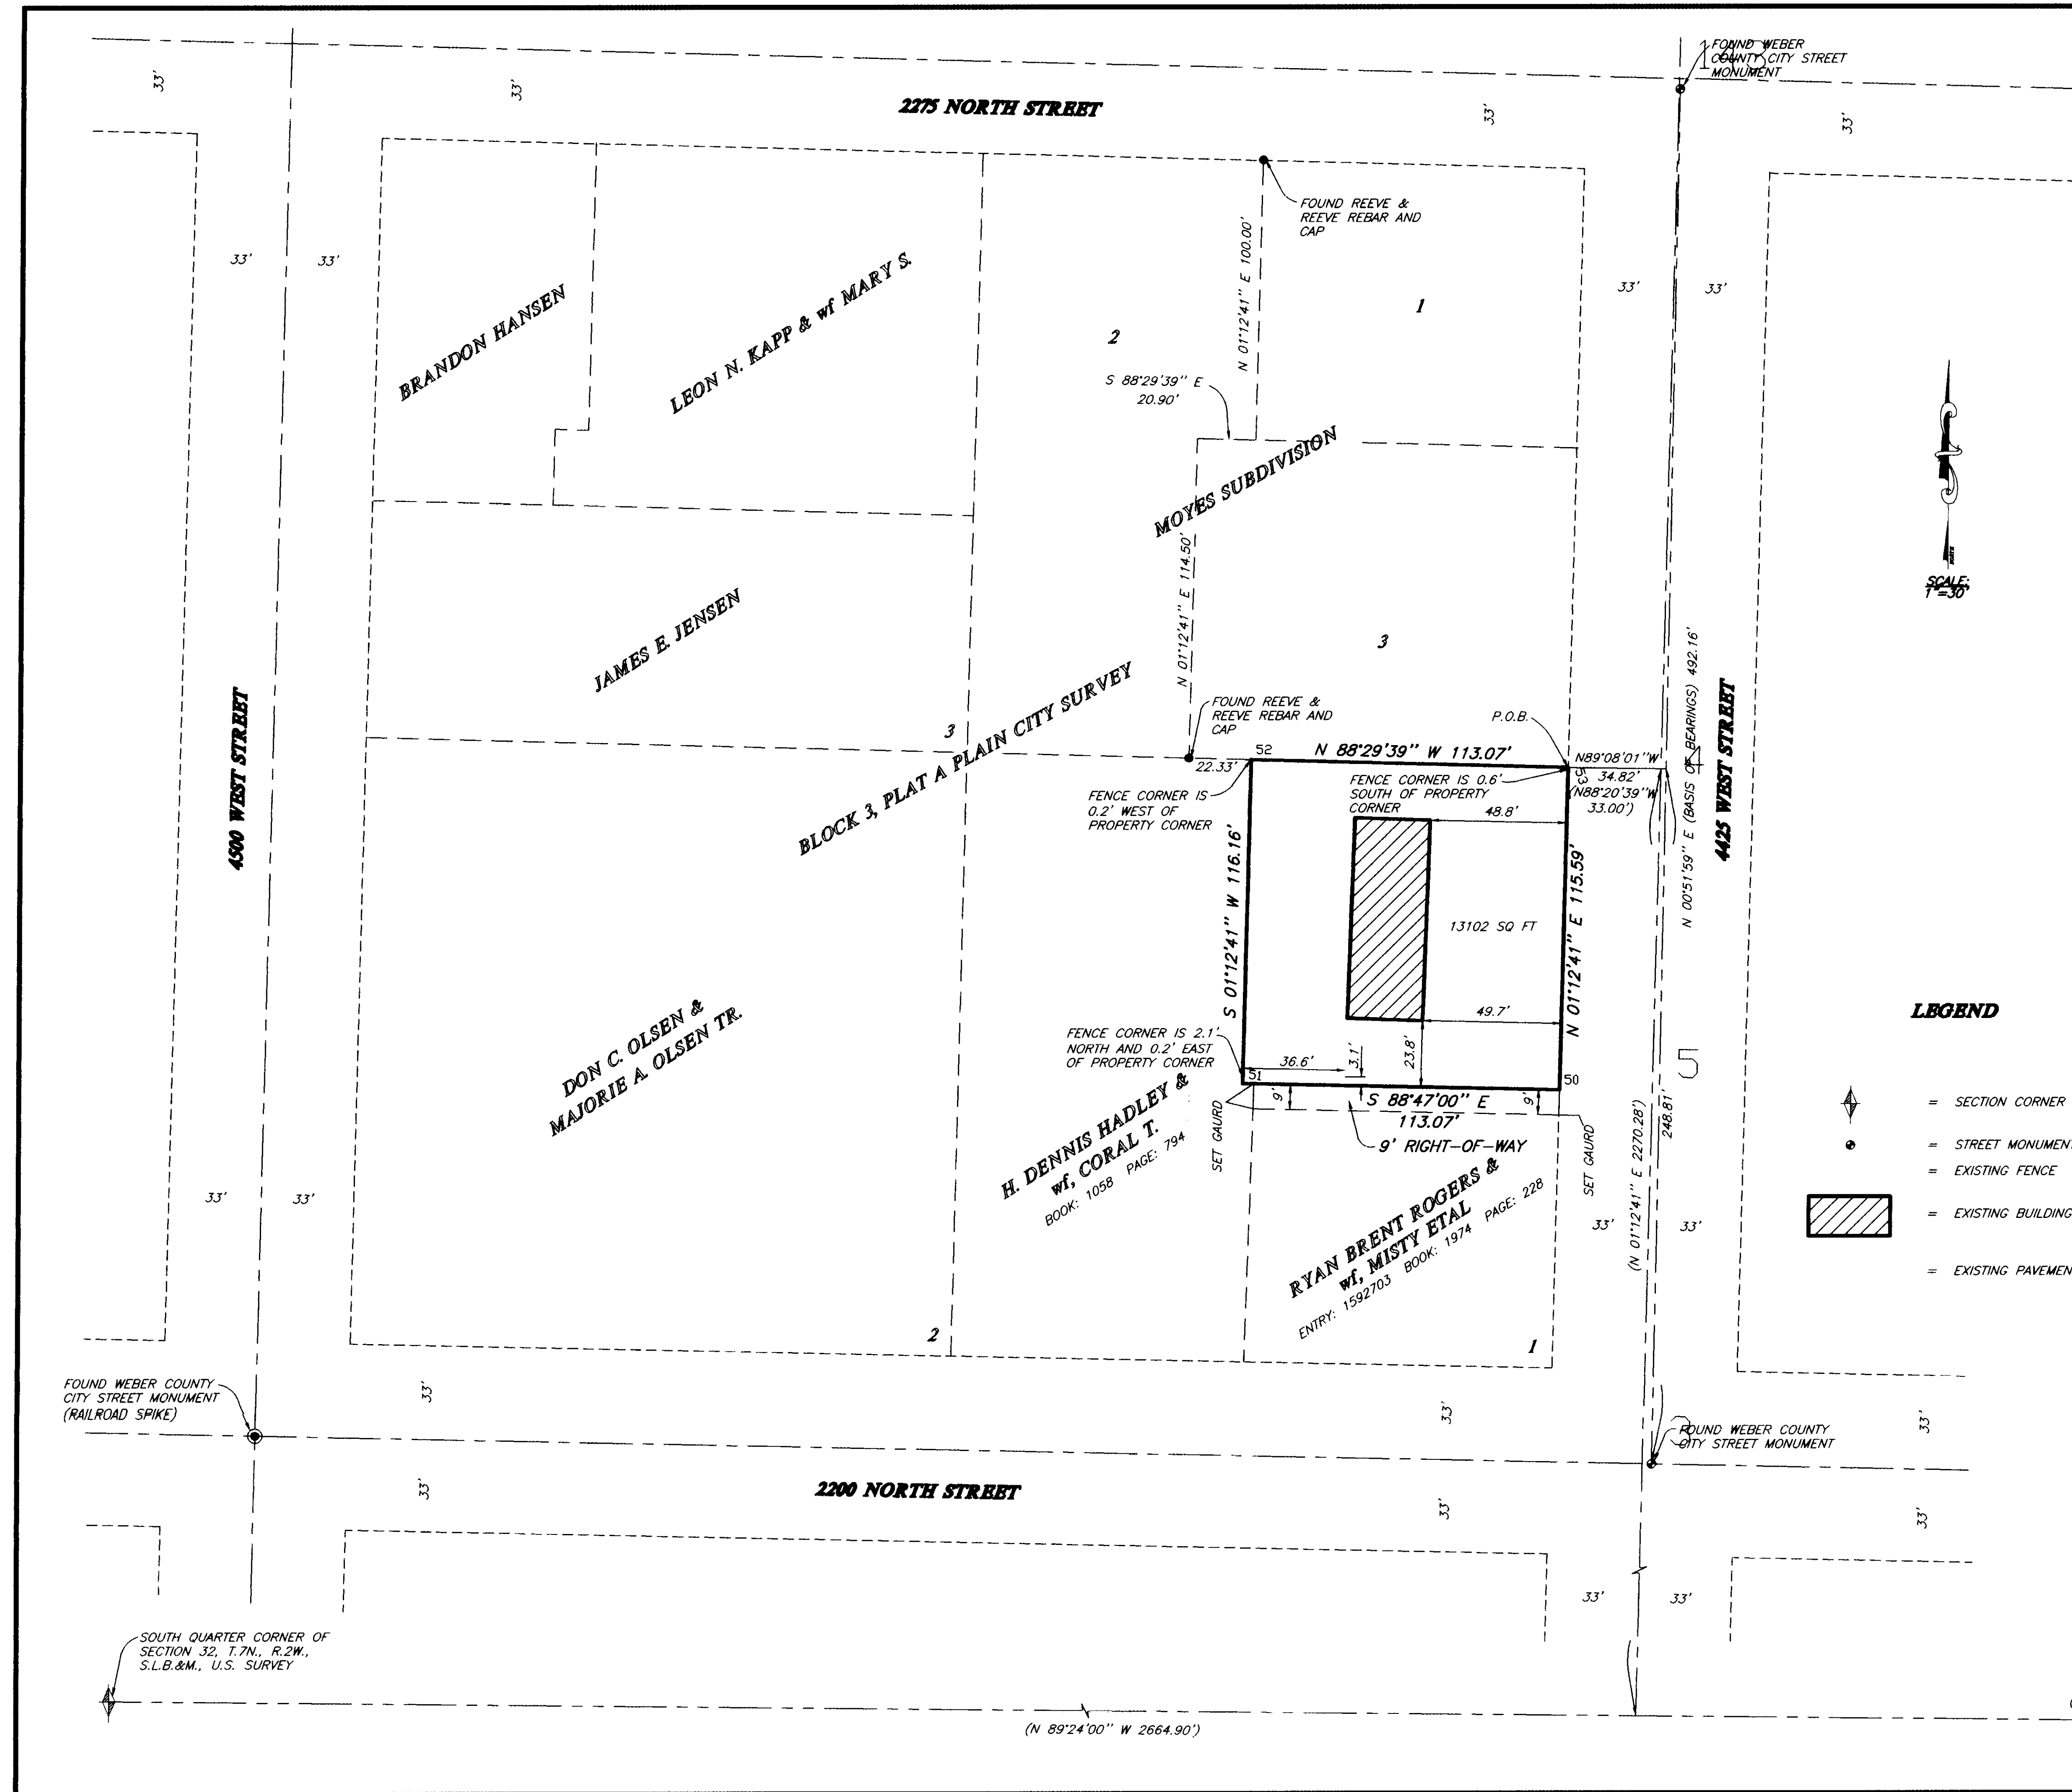 FOUND WEBER
COUNTY CITY STREET
MONUMENT
33'
33'
33'
33'
2275 NORTH STREET
FOUND REEVE &
REEVE REBAR AND
CAP
33'
33'
33'
33'
BRANDON HANSEN
LEON N. KAPP & wf MARY S.
N 01°12'41" E 100.00'
1
2
S 88°29'39" E
20.90'
MOYES SUBDIVISION
SCALE:
1"=30'
N 01°12'41" E 114.50'
JAMES E. JENSEN
3
3
BLOCK 3, PLAT A PLAIN CITY SURVEY
4500 WEST STREET
4425 WEST STREET
N 00°51'59" E (BASIS OF BEARINGS) 492.16'
4
FOUND REEVE &
REEVE REBAR AND
CAP
P.O.B.
52
N 88°29'39" W 113.07'
22.33'
N89°08'01"W
34.82'
(N88°20'39"W
33.00')
53
FENCE CORNER IS 0.6'
SOUTH OF PROPERTY
CORNER
FENCE CORNER IS
0.2' WEST OF
PROPERTY CORNER
48.8'
S 01°12'41" W 116.16'
N 01°12'41" E 115.59'
13102 SQ FT
49.7'
23.8'
3.1'
36.6'
FENCE CORNER IS 2.1'
NORTH AND 0.2' EAST
OF PROPERTY CORNER
51
50
S 88°47'00" E
113.07'
9'
9'
9' RIGHT-OF-WAY
SET GAURD
SET GAURD
DON C. OLSEN &
MAJORIE A. OLSEN TR.
H. DENNIS HADLEY &
wf, CORAL T.
BOOK: 1058 PAGE: 794
RYAN BRENT ROGERS &
wf, MISTY ETAL
ENTRY: 1592703 BOOK: 1974 PAGE: 228
5
(N 01°12'41" E 2270.28')
248.81'
LEGEND
= SECTION CORNER
= STREET MONUMENT
= EXISTING FENCE
= EXISTING BUILDING
= EXISTING PAVEMEN
33'
33'
33'
33'
2
1
FOUND WEBER COUNTY
CITY STREET MONUMENT
(RAILROAD SPIKE)
33'
33'
33'
3
FOUND WEBER COUNTY
CITY STREET MONUMENT
33'
2200 NORTH STREET
33'
33'
33'
33'
SOUTH QUARTER CORNER OF
SECTION 32, T.7N., R.2W.,
S.L.B.&M., U.S. SURVEY
(N 89°24'00" W 2664.90')